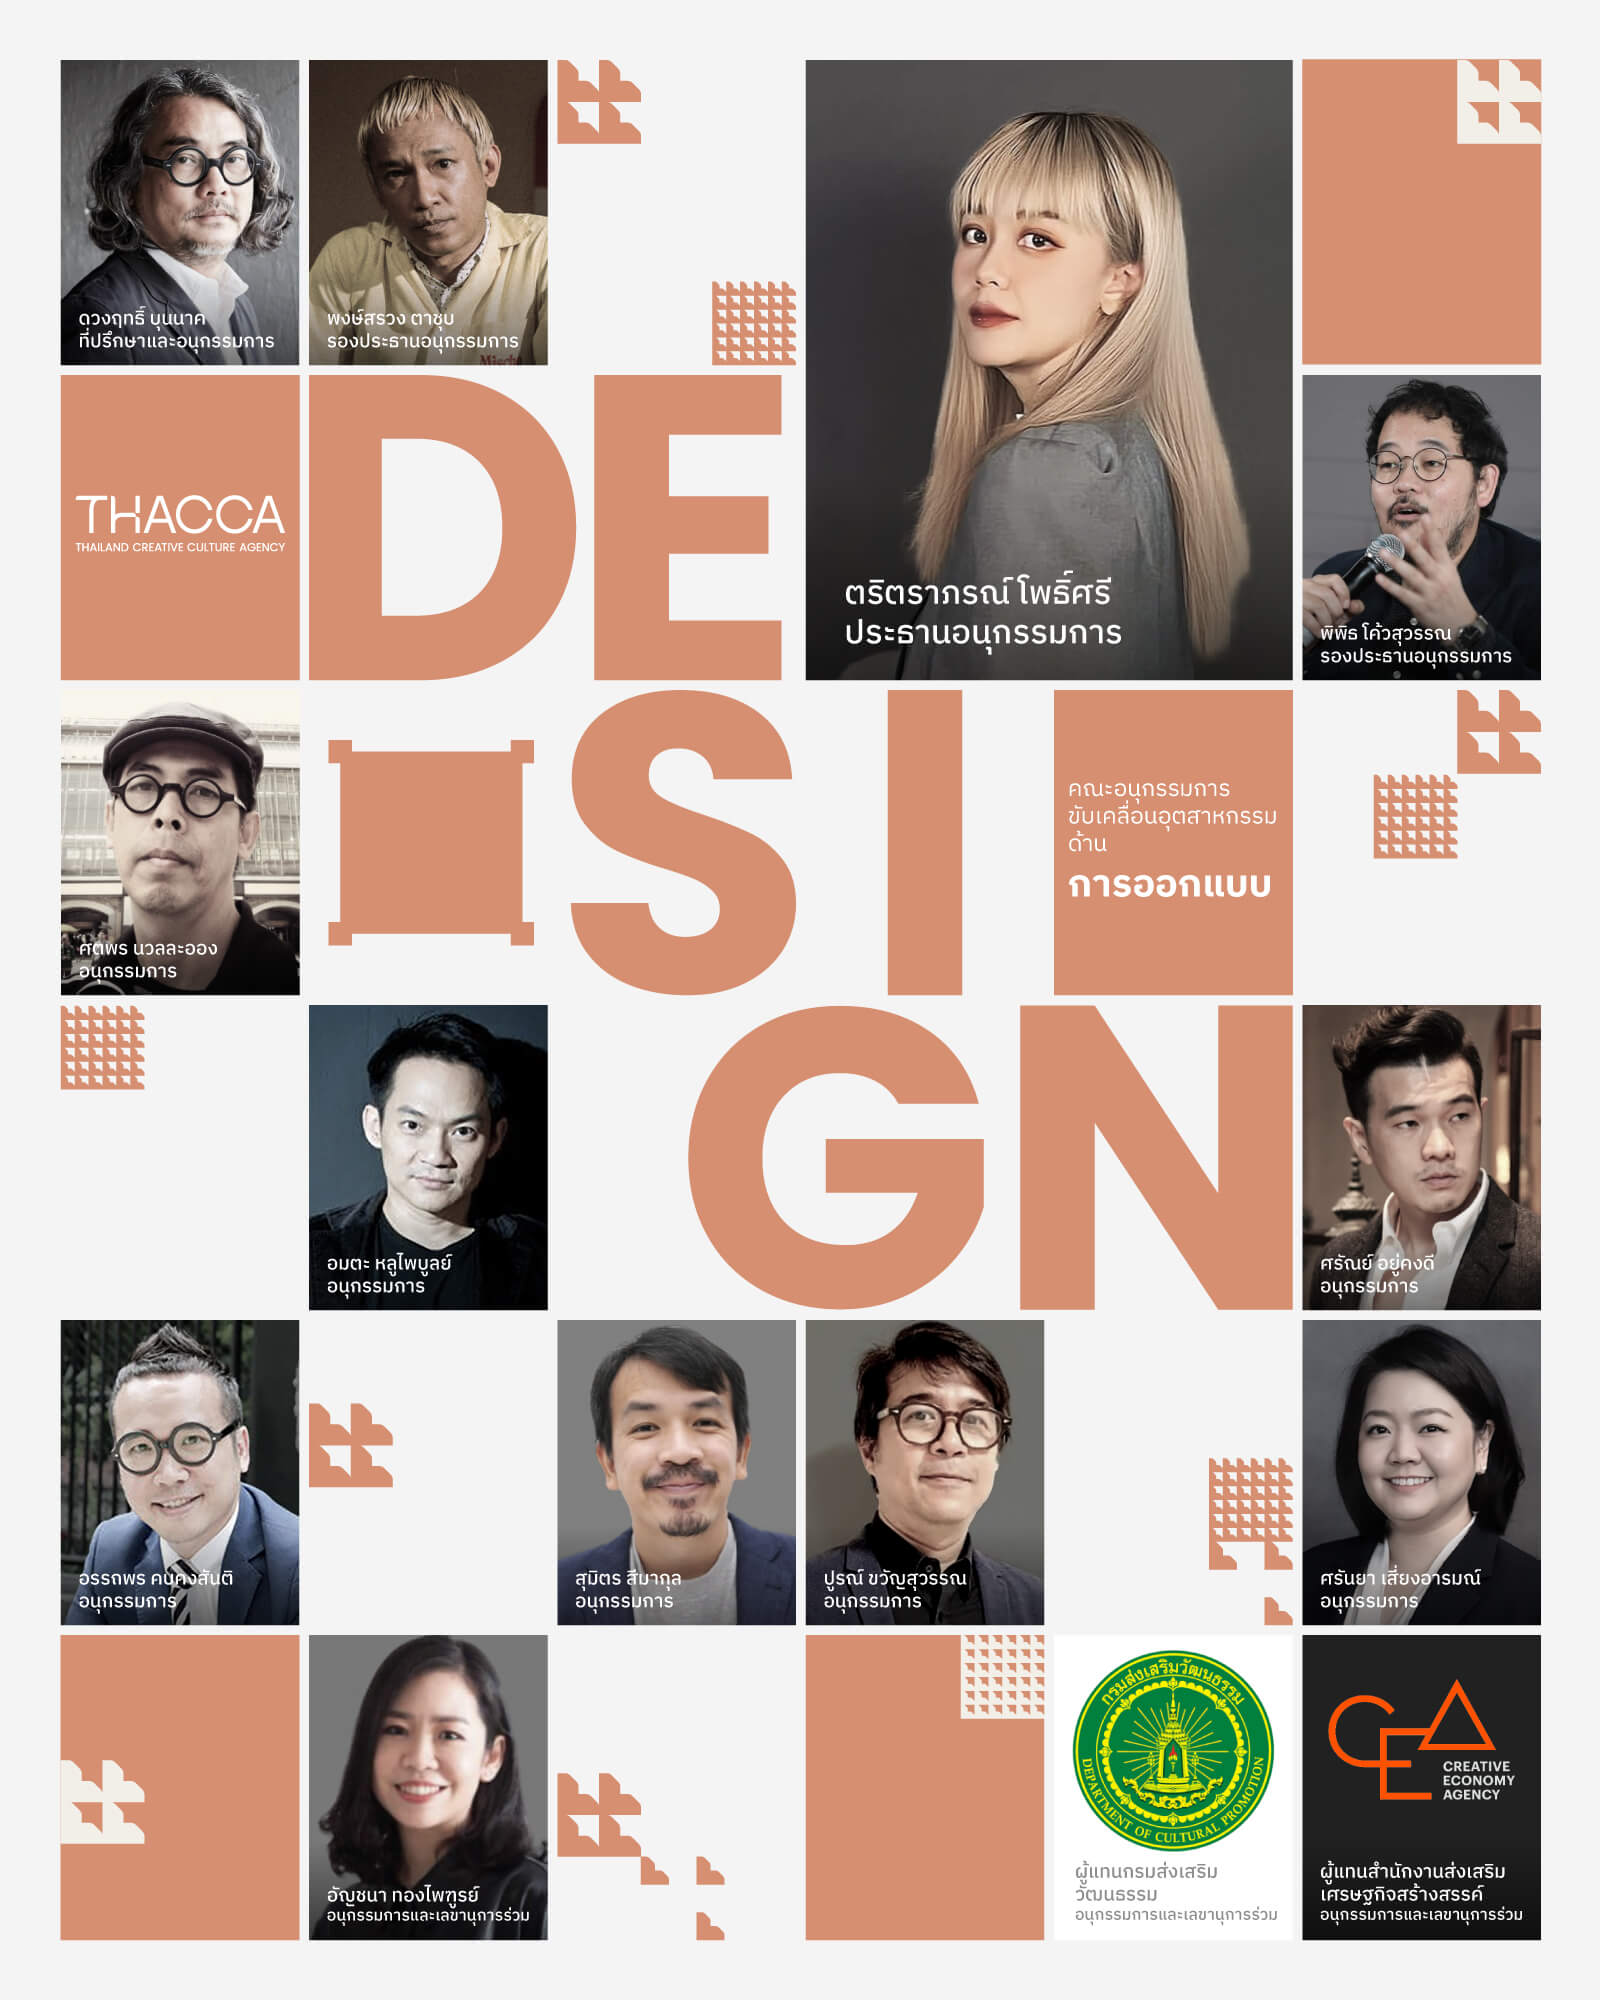 ดวงฤทธิ์ บุนนาค
ที่ปรึกษาและอนุกรรมการ
พงษ์สรวง ตาชุบ
รองประธานอนุกรรมการ
ตริตราภรณ์ โพธิ์ศรี
ประธานอนุกรรมการ
THACCA
THAILAND CREATIVE CULTURE AGENCY
DE
พิพิธ โค้วสุวรรณ
รองประธานอนุกรรมการ
ศตพร นวลละออง
อนุกรรมการ
SI
คณะอนุกรรมการ
ขับเคลื่อนอุตสาหกรรม
ด้าน
การออกแบบ
อมตะ หลูไพบูลย์
อนุกรรมการ
GN
ศรัณย์ อยู่คงดี
อนุกรรมการ
อรรถพร คบคงสันติ
อนุกรรมการ
สุมิตร สีมากุล
อนุกรรมการ
ปูรณ์ ขวัญสุวรรณ
อนุกรรมการ
ศรันยา เสี่ยงอารมณ์
อนุกรรมการ
อัญชนา ทองไพฑูรย์
อนุกรรมการและเลขานุการร่วม
กรมส่งเสริมวัฒนธรรม
DEPARTMENT OF CULTURAL PROMOTION
ผู้แทนกรมส่งเสริม
วัฒนธรรม
อนุกรรมการและเลขานุการร่วม
CEA
CREATIVE
ECONOMY
AGENCY
ผู้แทนสำนักงานส่งเสริม
เศรษฐกิจสร้างสรรค์
อนุกรรมการและเลขานุการร่วม